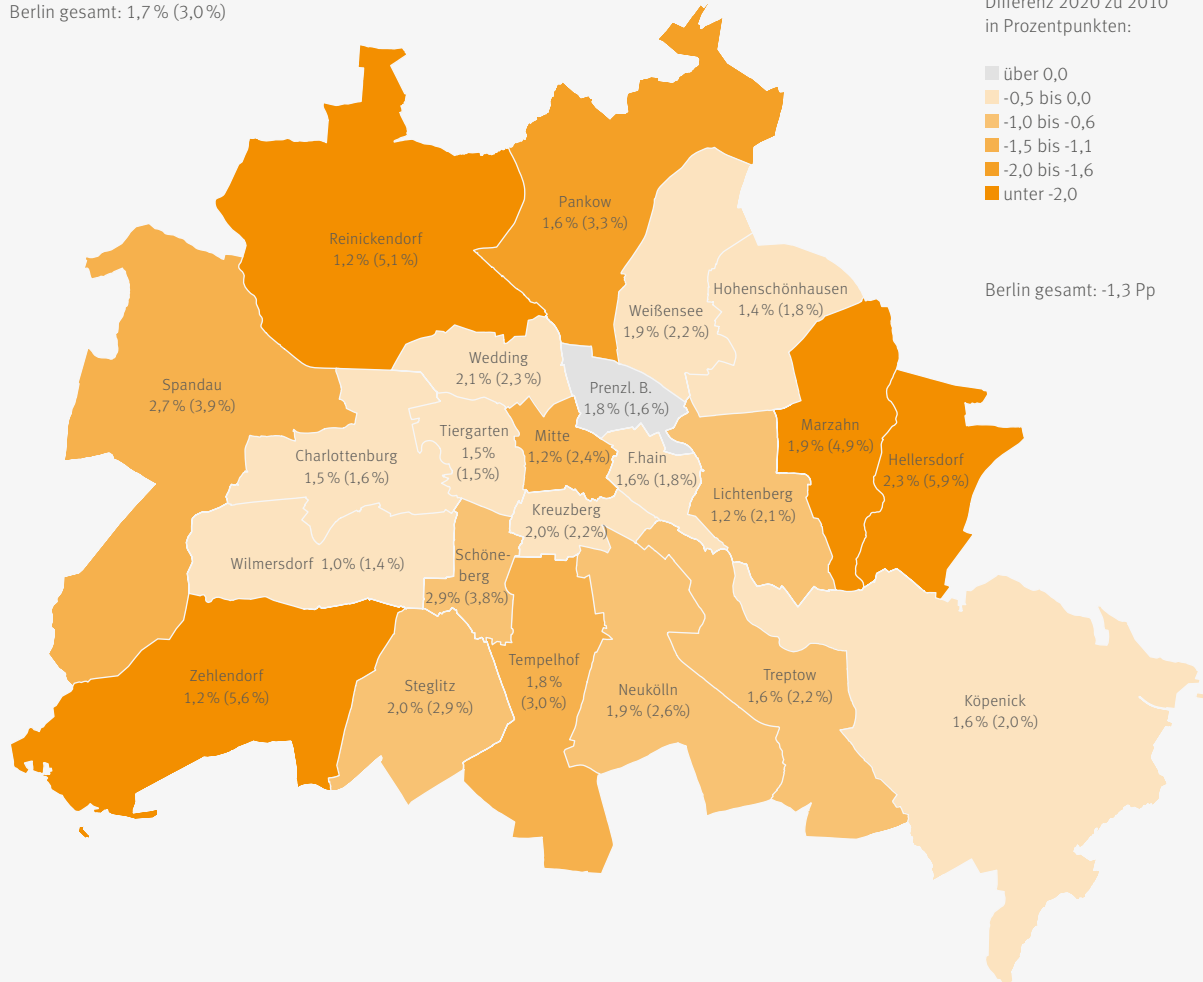 Berlin gesamt: 1,7 % (3,0 %)
Differenz 2020 zu 2010
in Prozentpunkten:
über 0,0
-0,5 bis 0,0
-1,0 bis -0,6
-1,5 bis -1,1
-2,0 bis -1,6
unter -2,0
Berlin gesamt: -1,3 Pp
Pankow
1,6 % (3,3 %)
Reinickendorf
1,2 % (5,1 %)
Hohenschönhausen
1,4 % (1,8 %)
Weißensee
1,9 % (2,2 %)
Wedding
2,1 % (2,3 %)
Spandau
2,7 % (3,9 %)
Prenzl. B.
1,8 % (1,6 %)
Tiergarten
1,5%
(1,5%)
Mitte
1,2% (2,4%)
Marzahn
1,9% (4,9%)
Charlottenburg
1,5% (1,6%)
F.hain
1,6% (1,8%)
Hellersdorf
2,3% (5,9%)
Lichtenberg
1,2% (2,1%)
Kreuzberg
2,0% (2,2%)
Wilmersdorf 1,0% (1,4%)
Schöne-
berg
2,9% (3,8%)
Zehlendorf
1,2% (5,6%)
Steglitz
2,0% (2,9%)
Tempelhof
1,8%
(3,0%)
Neukölln
1,9% (2,6%)
Treptow
1,6% (2,2%)
Köpenick
1,6% (2,0%)